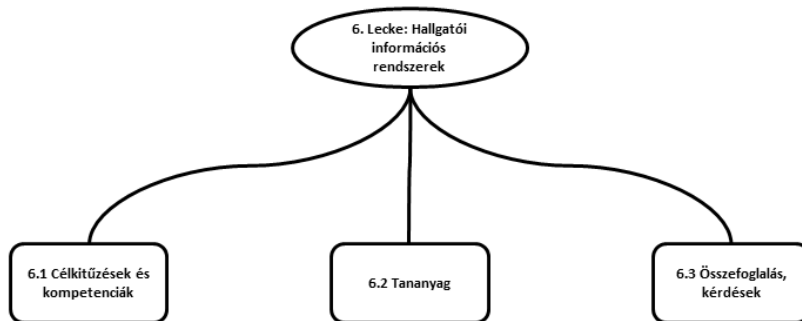 6. Lecke: Hallgatói
információs
rendszerek
6.1 Célkitűzések és
kompetenciák
6.2 Tananyag
6.3 Összefoglalás,
kérdések